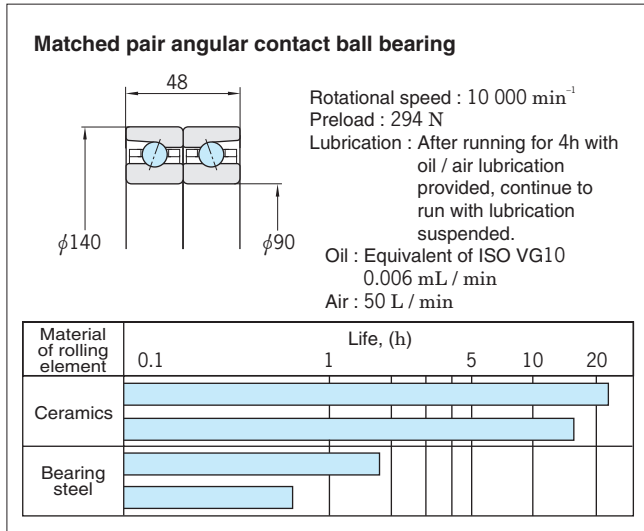 Matched pair angular contact ball bearing
48
ϕ140
ϕ90
Rotational speed : 10 000 min⁻¹
Preload : 294 N
Lubrication : After running for 4h with
oil / air lubrication
provided, continue to
run with lubrication
suspended.
Oil : Equivalent of ISO VG10
0.006 mL / min
Air : 50 L / min
Material
of rolling
element
Life, (h)
0.1 1 5 10 20
Ceramics
Bearing
steel